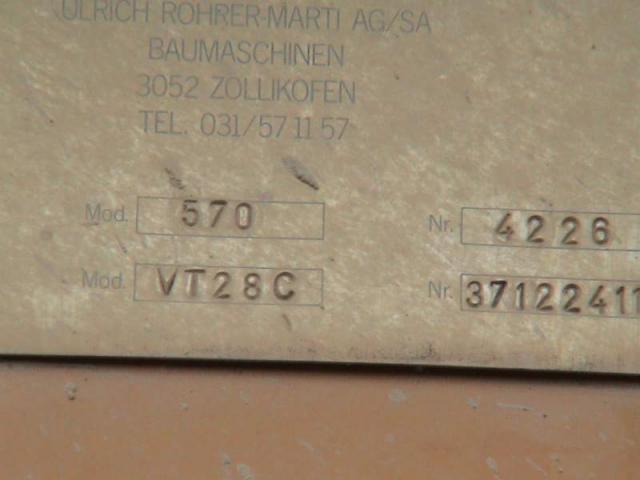 ULRICH ROHRER-MARTI AG/SA
BAUMASCHINEN
3052 ZOLLIKOFEN
TEL. 031/57 11 57
Mod. 570 Nr. 4226
Mod. VT28C Nr. 37122411